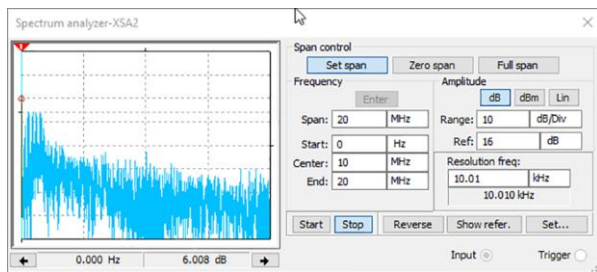 Spectrum analyzer-XSA2
Span control
Set span Zero span Full span
Frequency
Enter
Span: 20 MHz
Start: 0 Hz
Center: 10 MHz
End: 20 MHz
Amplitude
dB dBm Lin
Range: 10 dB/Div
Ref: 16 dB
Resolution freq:
10.01 kHz
10.010 kHz
Start Stop Reverse Show refer. Set...
0.000 Hz 6.008 dB
Input Trigger